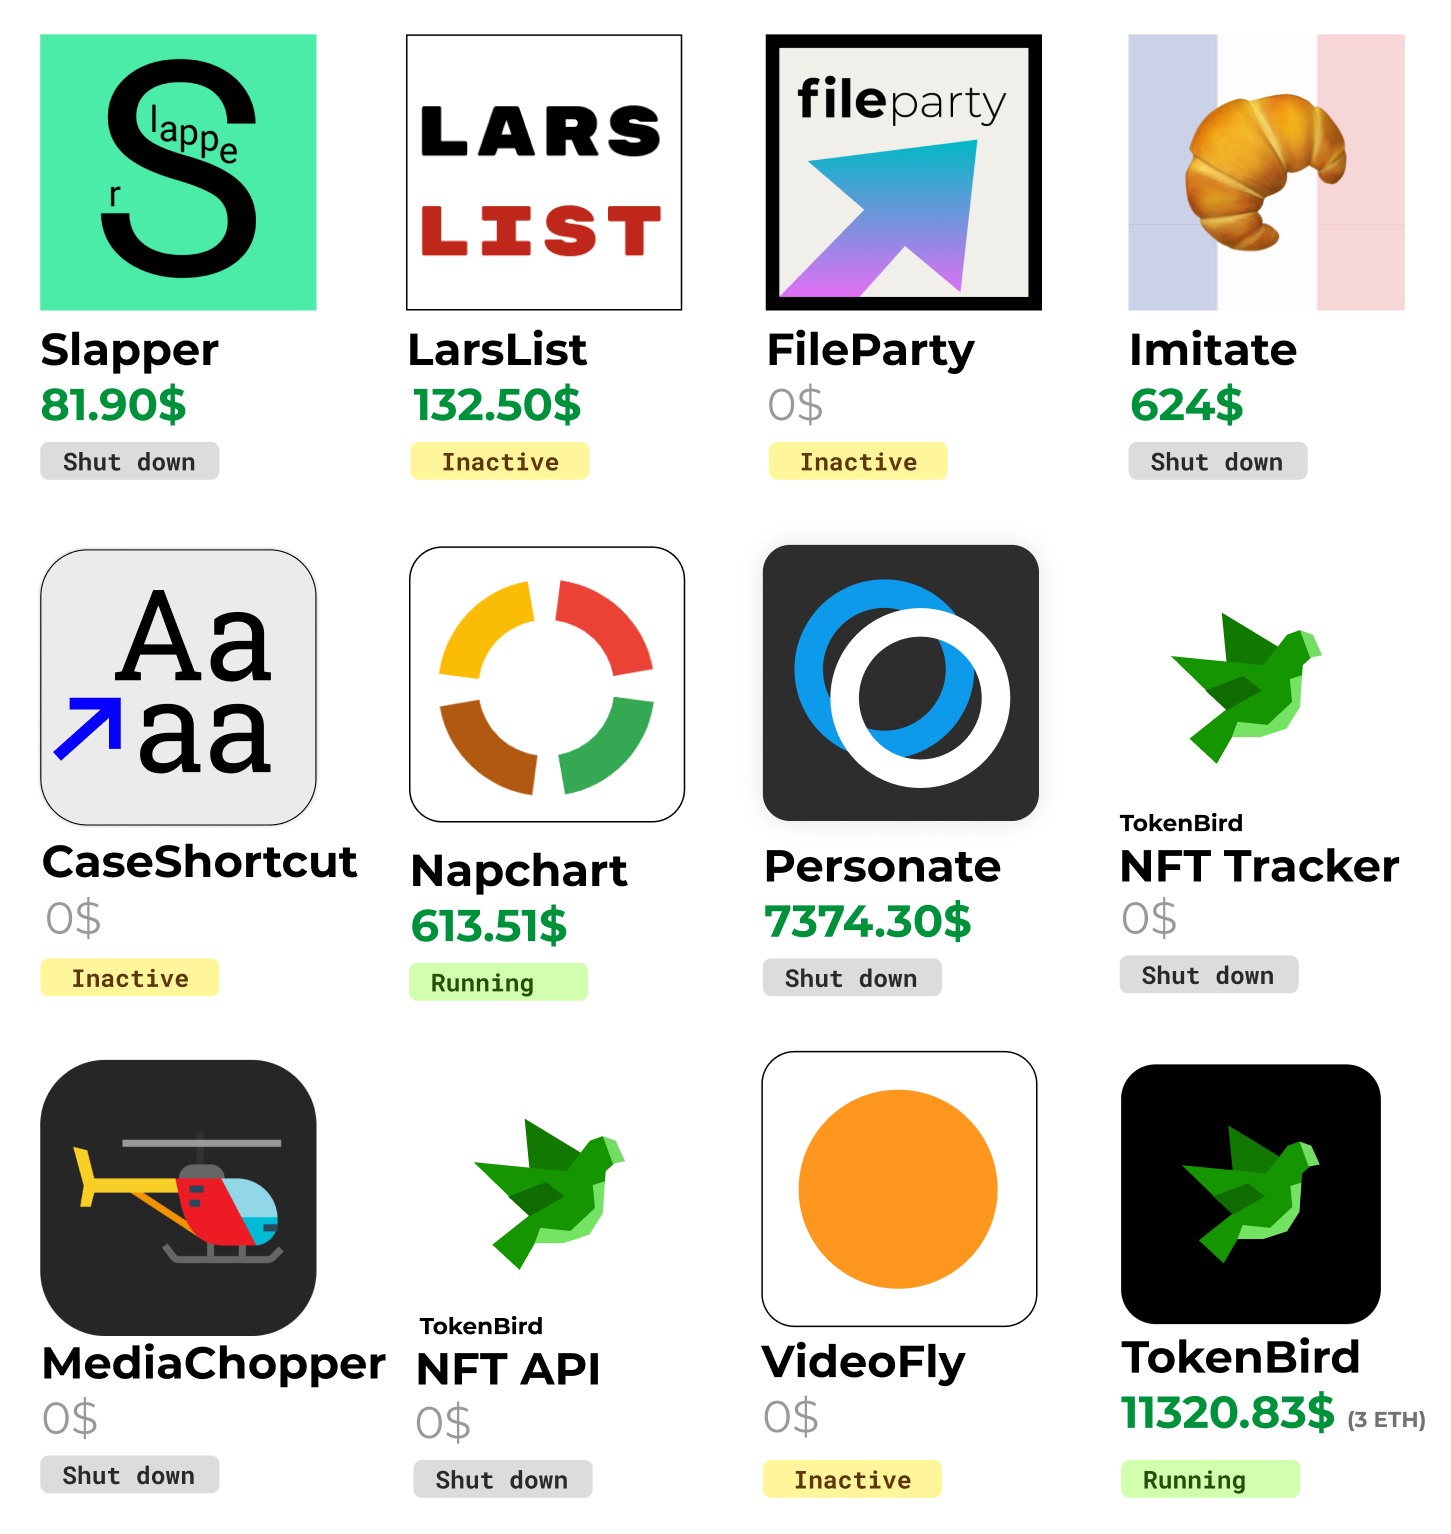 Slapper
LARS
LIST
fileparty
Slapper
LarsList
FileParty
Imitate
81.90$
132.50$
0$
624$
Shut down
Inactive
Inactive
Shut down
Aa
aa
CaseShortcut
Napchart
Personate
TokenBird
NFT Tracker
0$
613.51$
7374.30$
0$
Inactive
Running
Shut down
Shut down
MediaChopper
TokenBird
NFT API
VideoFly
TokenBird
0$
0$
0$
11320.83$ (3 ETH)
Shut down
Shut down
Inactive
Running